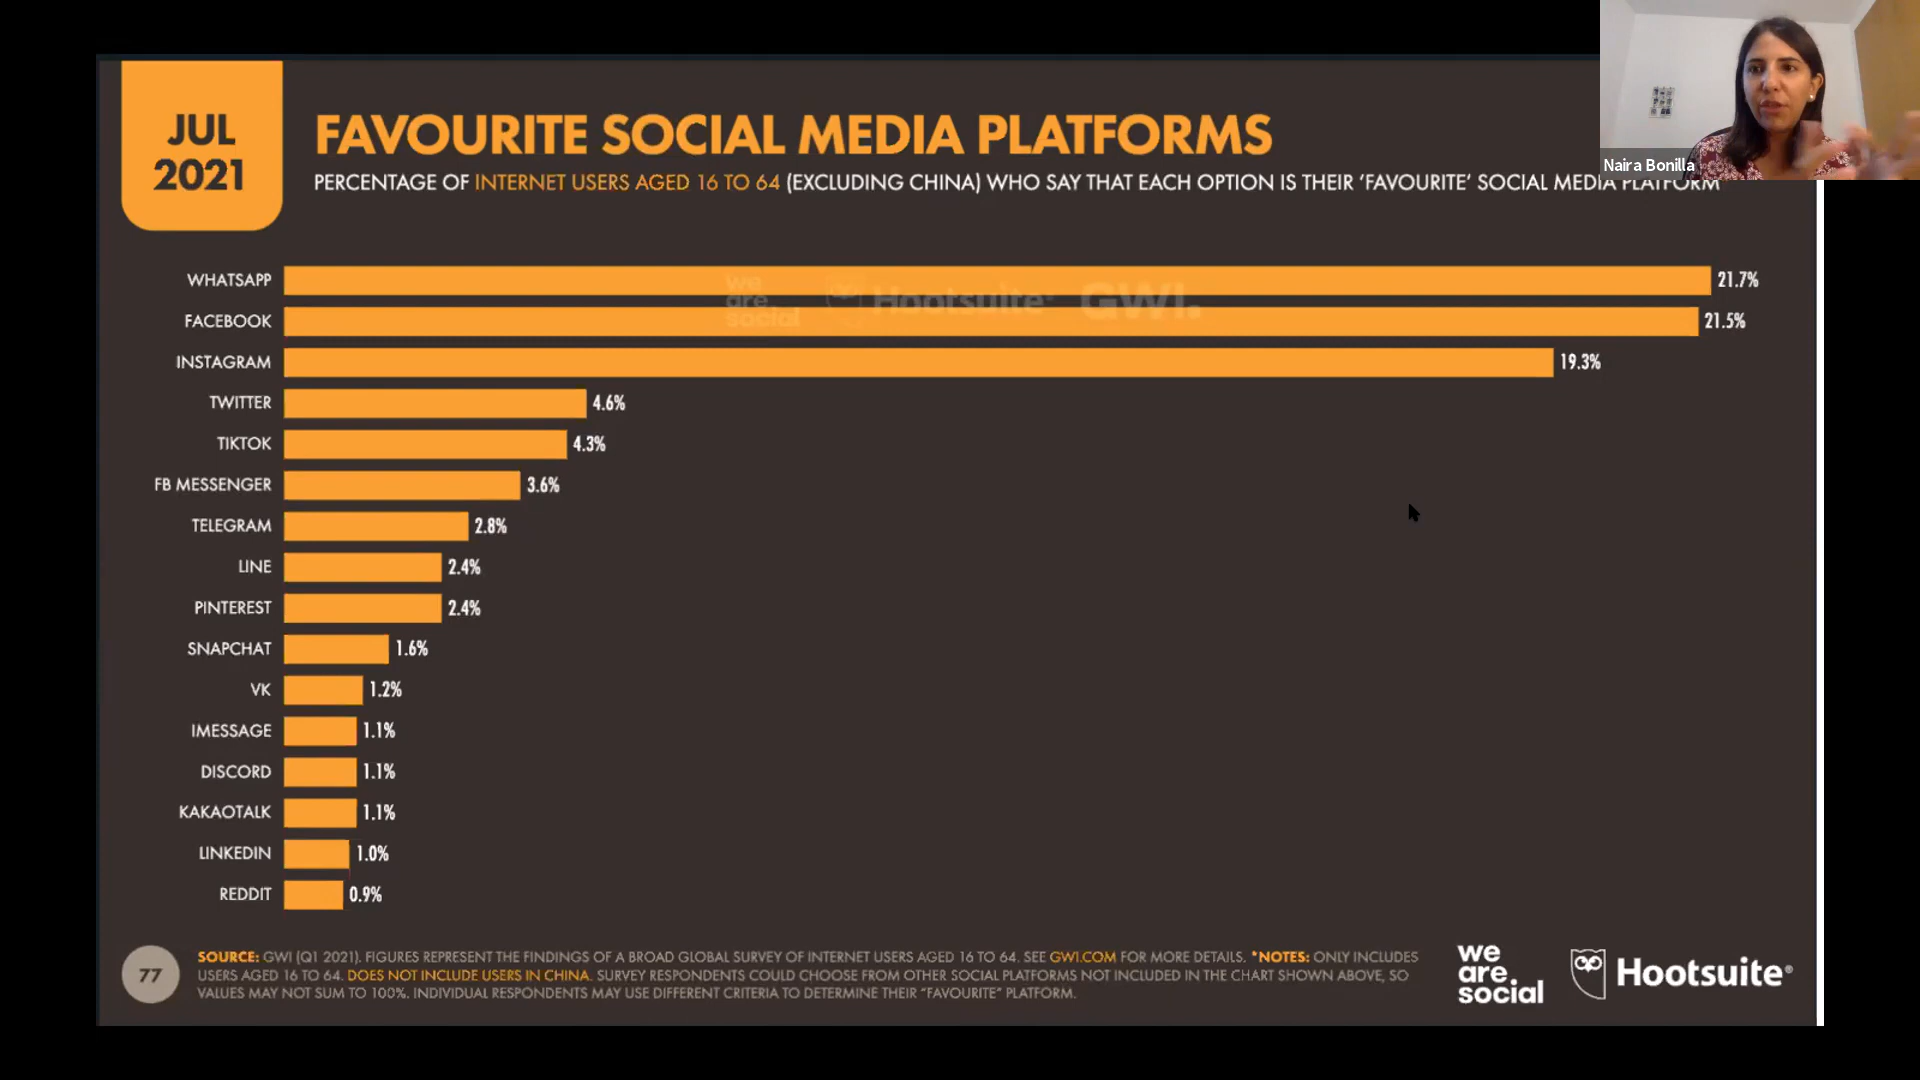 JUL
2021
FAVOURITE SOCIAL MEDIA PLATFORMS
PERCENTAGE OF INTERNET USERS AGED 16 TO 64 (EXCLUDING CHINA) WHO SAY THAT EACH OPTION IS THEIR 'FAVOURITE' SOCIAL MEDIA PLATFORM
Naira Bonilla
WHATSAPP 21.7%
we are social Hootsuite GWI.
FACEBOOK 21.5%
INSTAGRAM 19.3%
TWITTER 4.6%
TIKTOK 4.3%
FB MESSENGER 3.6%
TELEGRAM 2.8%
LINE 2.4%
PINTEREST 2.4%
SNAPCHAT 1.6%
VK 1.2%
IMESSAGE 1.1%
DISCORD 1.1%
KAKAOTALK 1.1%
LINKEDIN 1.0%
REDDIT 0.9%
77
SOURCE: GWI (Q1 2021). FIGURES REPRESENT THE FINDINGS OF A BROAD GLOBAL SURVEY OF INTERNET USERS AGED 16 TO 64. SEE GWI.COM FOR MORE DETAILS. *NOTES: ONLY INCLUDES
USERS AGED 16 TO 64. DOES NOT INCLUDE USERS IN CHINA. SURVEY RESPONDENTS COULD CHOOSE FROM OTHER SOCIAL PLATFORMS NOT INCLUDED IN THE CHART SHOWN ABOVE, SO
VALUES MAY NOT SUM TO 100%. INDIVIDUAL RESPONDENTS MAY USE DIFFERENT CRITERIA TO DETERMINE THEIR "FAVOURITE" PLATFORM.
we
are
social
Hootsuite®